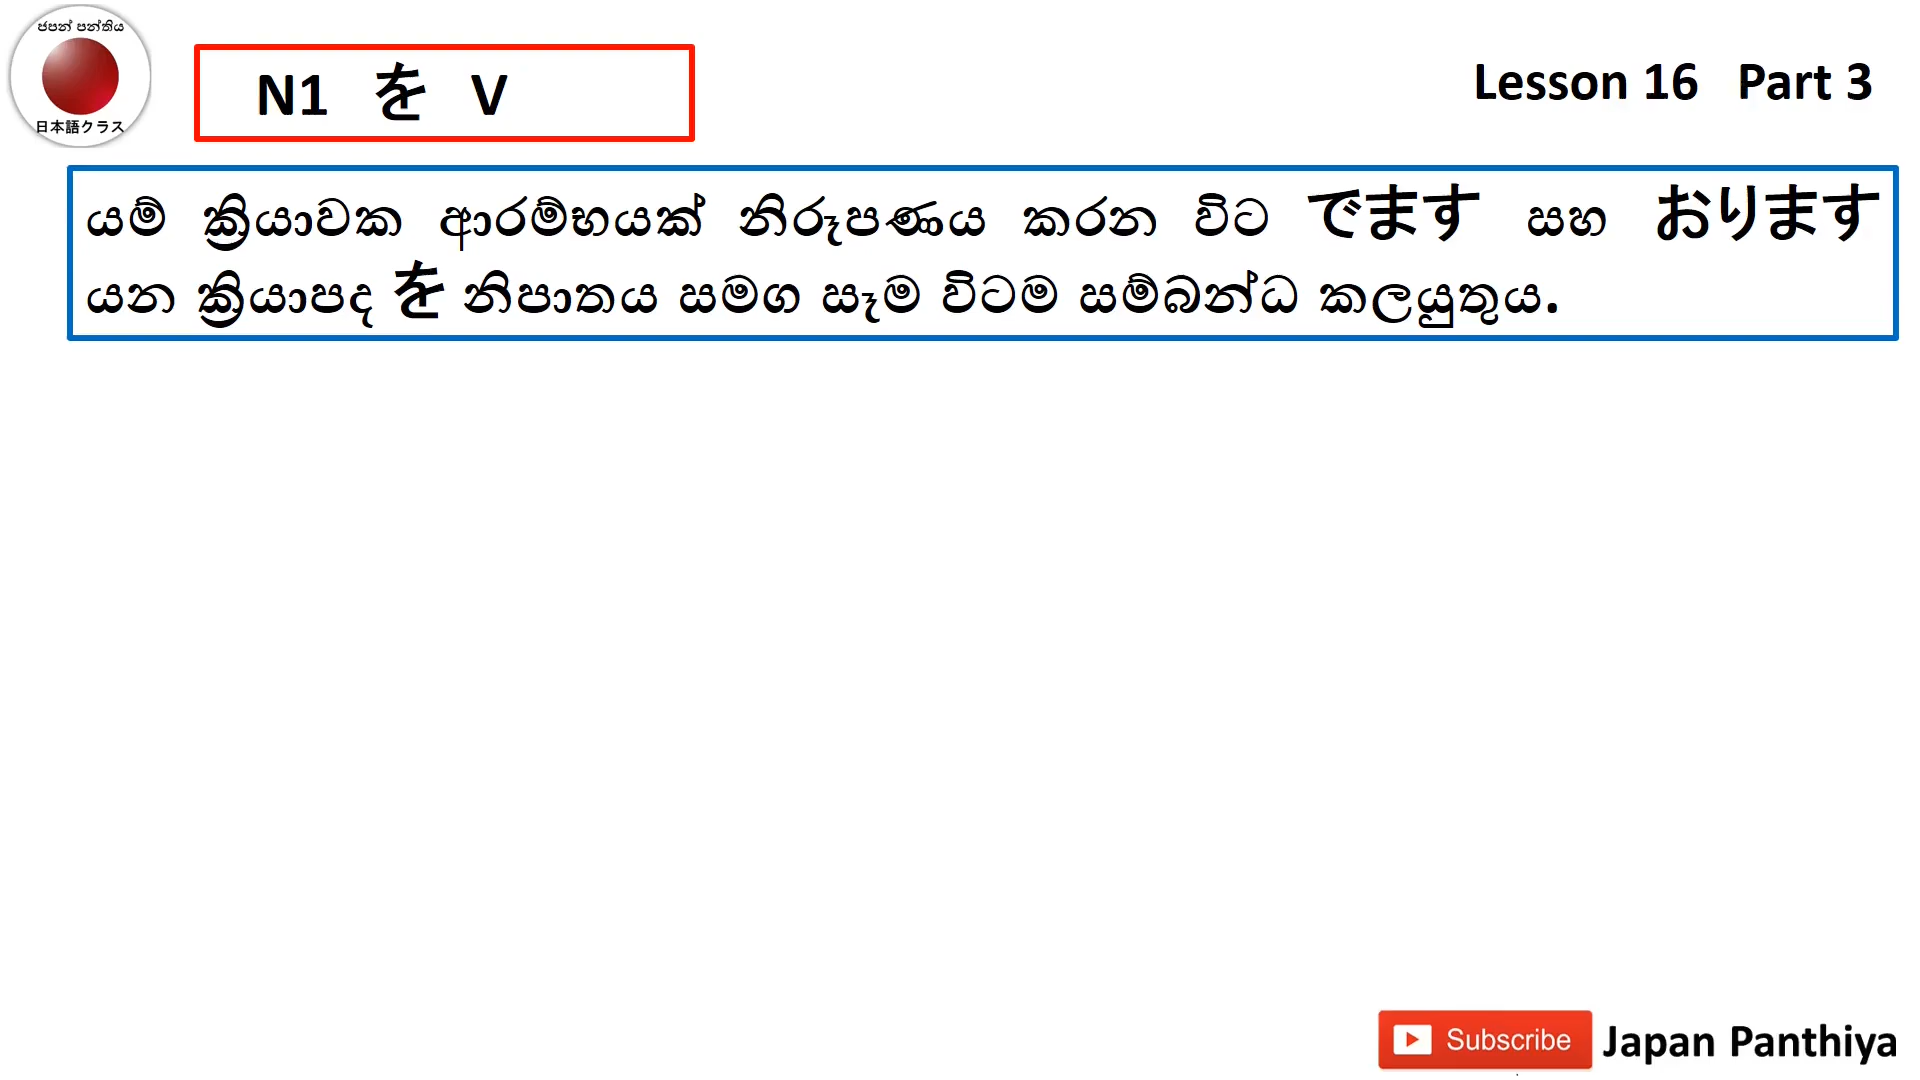 ජපන් පන්තිය
日本語クラス
N1 を V
Lesson 16 Part 3
යම් ක්‍රියාවක ආරම්භයක් නිරූපණය කරන විට でます සහ おります
යන ක්‍රියාපද を නිපාතය සමග සෑම විටම සම්බන්ධ කලයුතුය.
Subscribe
Japan Panthiya